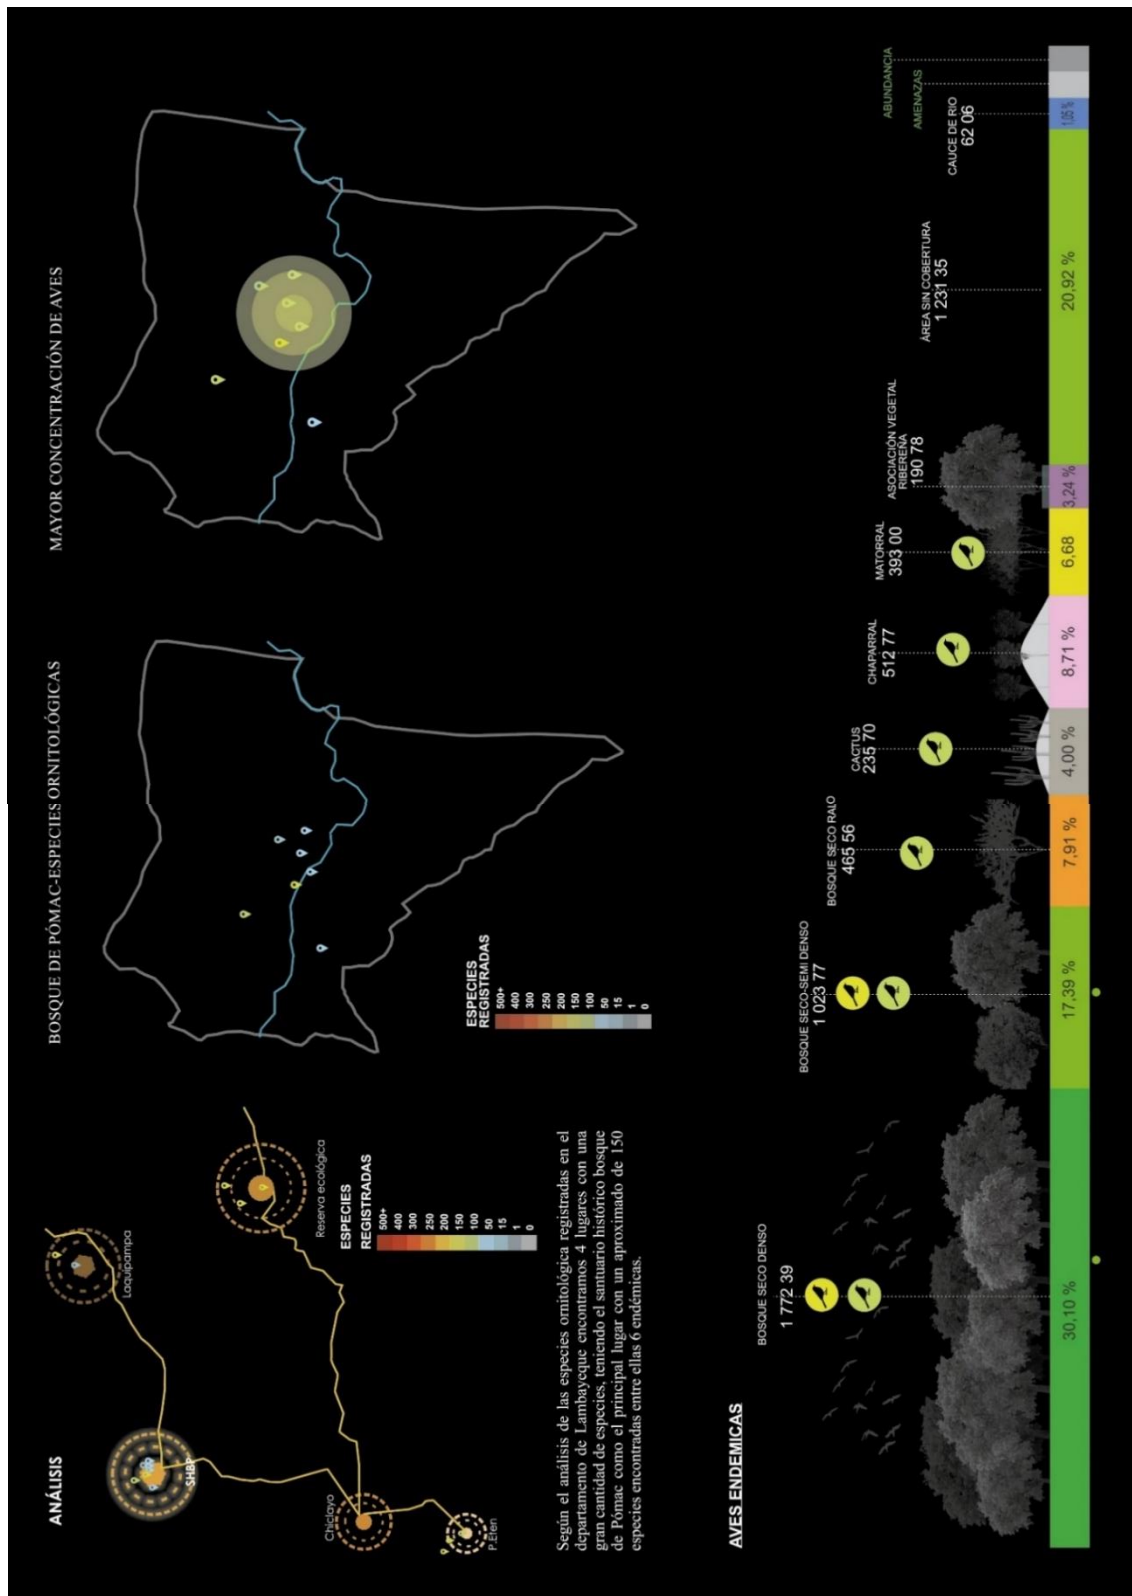 ANÁLISIS
Laquipampa
SHBP
Reserva ecológica
Chiclayo
P.Eten
ESPECIES
REGISTRADAS
500+
400
300
250
200
150
100
50
15
1
0
Según el análisis de las especies ornitológica registradas en el
departamento de Lambayeque encontramos 4 lugares con una
gran cantidad de especies, teniendo el santuario histórico bosque
de Pómac como el principal lugar con un aproximado de 150
especies encontradas entre ellas 6 endémicas.
BOSQUE DE PÓMAC-ESPECIES ORNITOLÓGICAS
ESPECIES
REGISTRADAS
500+
400
300
250
200
150
100
50
15
1
0
MAYOR CONCENTRACIÓN DE AVES
AVES ENDEMICAS
BOSQUE SECO DENSO
1 772 39
BOSQUE SECO-SEMI DENSO
1 023 77
BOSQUE SECO RALO
465 56
CACTUS
235 70
CHAPARRAL
512 77
MATORRAL
393 00
ASOCIACIÓN VEGETAL
RIBEREÑA
190 78
ÁREA SIN COBERTURA
1 231 35
CAUCE DE RIO
62 06
AMENAZAS
ABUNDANCIA
30,10 %
17,39 %
7,91 %
4,00 %
8,71 %
6,68
3,24 %
20,92 %
1,05 %